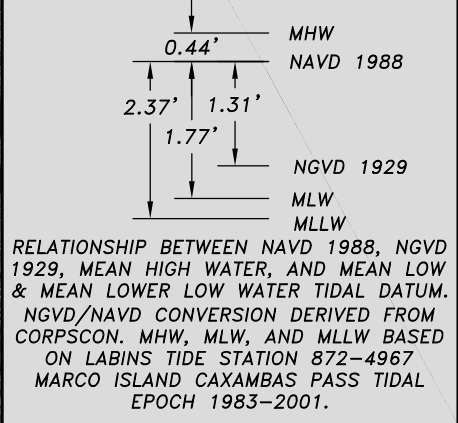 MHW
0.44'
NAVD 1988
2.37'
1.31'
1.77'
NGVD 1929
MLW
MLLW
RELATIONSHIP BETWEEN NAVD 1988, NGVD
1929, MEAN HIGH WATER, AND MEAN LOW
& MEAN LOWER LOW WATER TIDAL DATUM.
NGVD/NAVD CONVERSION DERIVED FROM
CORPSCON. MHW, MLW, AND MLLW BASED
ON LABINS TIDE STATION 872-4967
MARCO ISLAND CAXAMBAS PASS TIDAL
EPOCH 1983-2001.